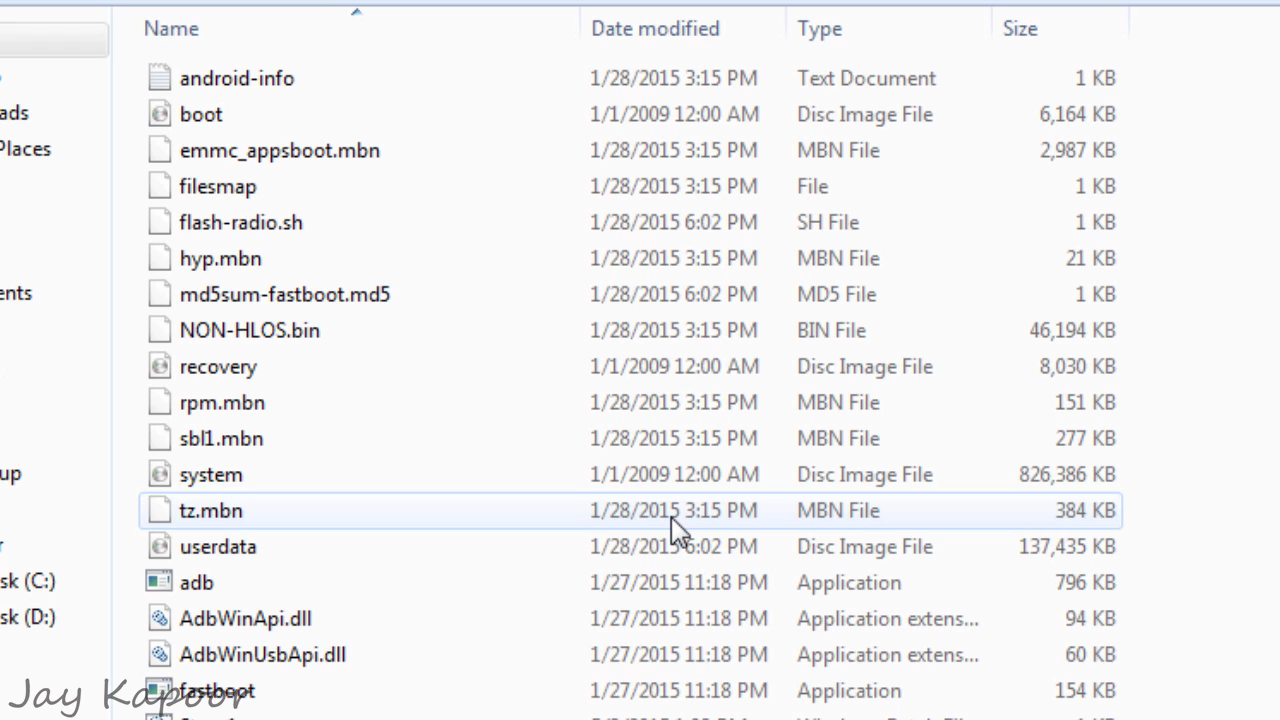 Name Date modified Type Size
android-info 1/28/2015 3:15 PM Text Document 1 KB
ads boot 1/1/2009 12:00 AM Disc Image File 6,164 KB
Places emmc_appsboot.mbn 1/28/2015 3:15 PM MBN File 2,987 KB
filesmap 1/28/2015 3:15 PM File 1 KB
flash-radio.sh 1/28/2015 6:02 PM SH File 1 KB
hyp.mbn 1/28/2015 3:15 PM MBN File 21 KB
ents md5sum-fastboot.md5 1/28/2015 6:02 PM MD5 File 1 KB
NON-HLOS.bin 1/28/2015 3:15 PM BIN File 46,194 KB
recovery 1/1/2009 12:00 AM Disc Image File 8,030 KB
rpm.mbn 1/28/2015 3:15 PM MBN File 151 KB
sbl1.mbn 1/28/2015 3:15 PM MBN File 277 KB
up system 1/1/2009 12:00 AM Disc Image File 826,386 KB
tz.mbn 1/28/2015 3:15 PM MBN File 384 KB
r userdata 1/28/2015 6:02 PM Disc Image File 137,435 KB
sk (C:) adb 1/27/2015 11:18 PM Application 796 KB
sk (D:) AdbWinApi.dll 1/27/2015 11:18 PM Application extens... 94 KB
AdbWinUsbApi.dll 1/27/2015 11:18 PM Application extens... 60 KB
fastboot 1/27/2015 11:18 PM Application 154 KB
Jay Kapoor